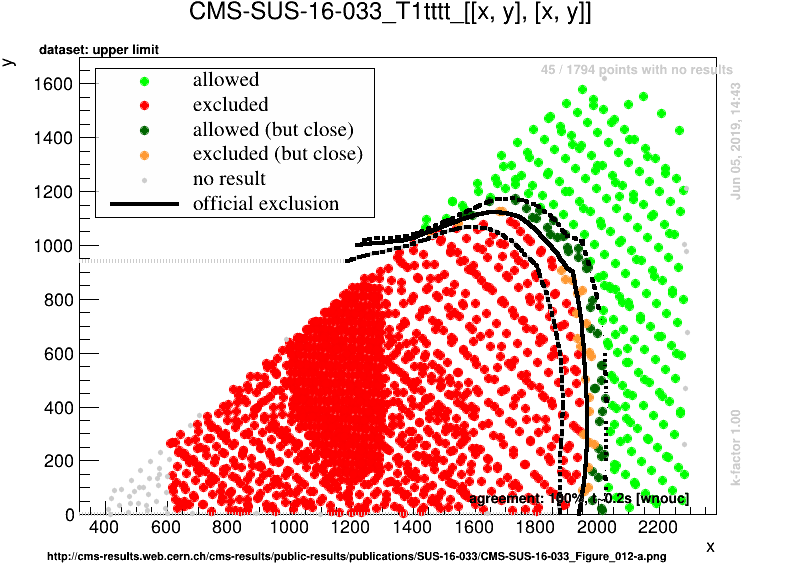 CMS-SUS-16-033_T1tttt_[[x, y], [x, y]]
dataset: upper limit
y
45 / 1794 points with no results
allowed
excluded
allowed (but close)
excluded (but close)
no result
official exclusion
1600
1400
1200
1000
800
600
400
200
0
Jun 05, 2019, 14:43
k-factor 1.00
agreement: 100%, t~0.2s [wnouc]
400 600 800 1000 1200 1400 1600 1800 2000 2200
x
http://cms-results.web.cern.ch/cms-results/public-results/publications/SUS-16-033/CMS-SUS-16-033_Figure_012-a.png